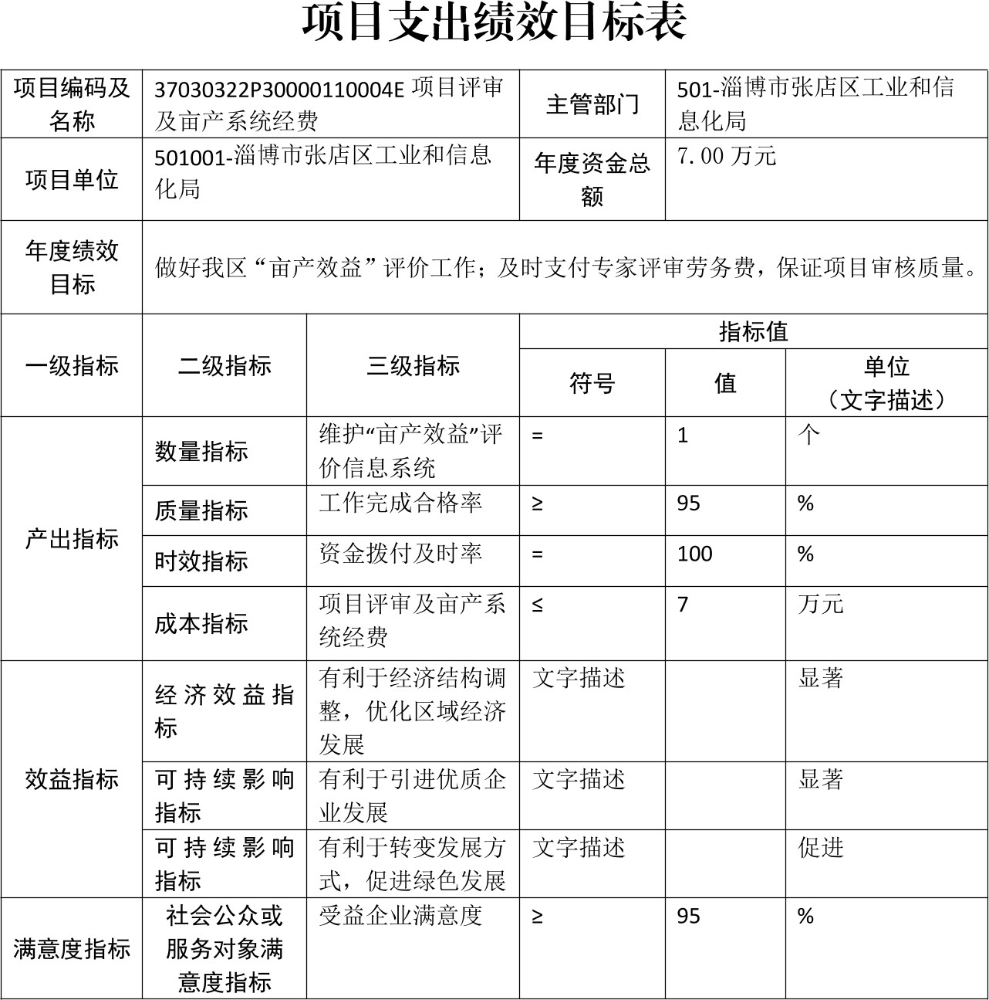 项目支出绩效目标表
项目编码及
名称
37030322P30000110004E 项目评审
及亩产系统经费
主管部门
501-淄博市张店区工业和信
息化局
项目单位
501001-淄博市张店区工业和信息
化局
年度资金总
额
7.00 万元
年度绩效
目标
做好我区“亩产效益”评价工作；及时支付专家评审劳务费，保证项目审核质量。
一级指标
二级指标
三级指标
指标值
符号
值
单位
（文字描述）
产出指标
数量指标
维护“亩产效益”评
价信息系统
=
1
个
质量指标
工作完成合格率
≥
95
%
时效指标
资金拨付及时率
=
100
%
成本指标
项目评审及亩产系
统经费
≤
7
万元
效益指标
经济效益指
标
有利于经济结构调
整，优化区域经济
发展
文字描述
显著
可持续影响
指标
有利于引进优质企
业发展
文字描述
显著
可持续影响
指标
有利于转变发展方
式，促进绿色发展
文字描述
促进
满意度指标
社会公众或
服务对象满
意度指标
受益企业满意度
≥
95
%